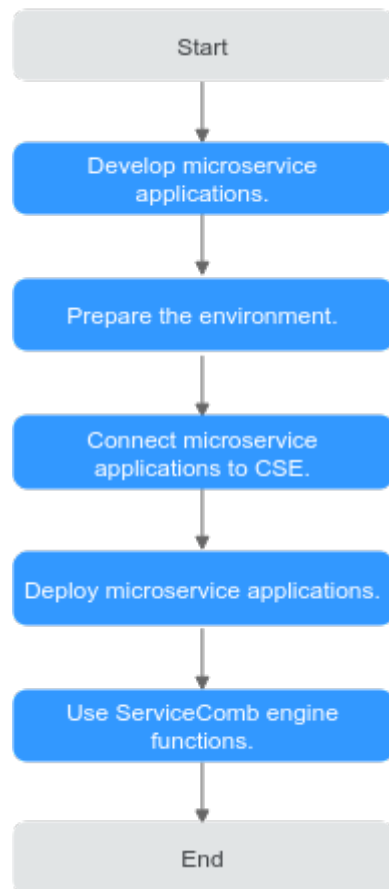 Start
Develop microservice
applications.
Prepare the environment.
Connect microservice
applications to CSE.
Deploy microservice applications.
Use ServiceComb engine
functions.
End